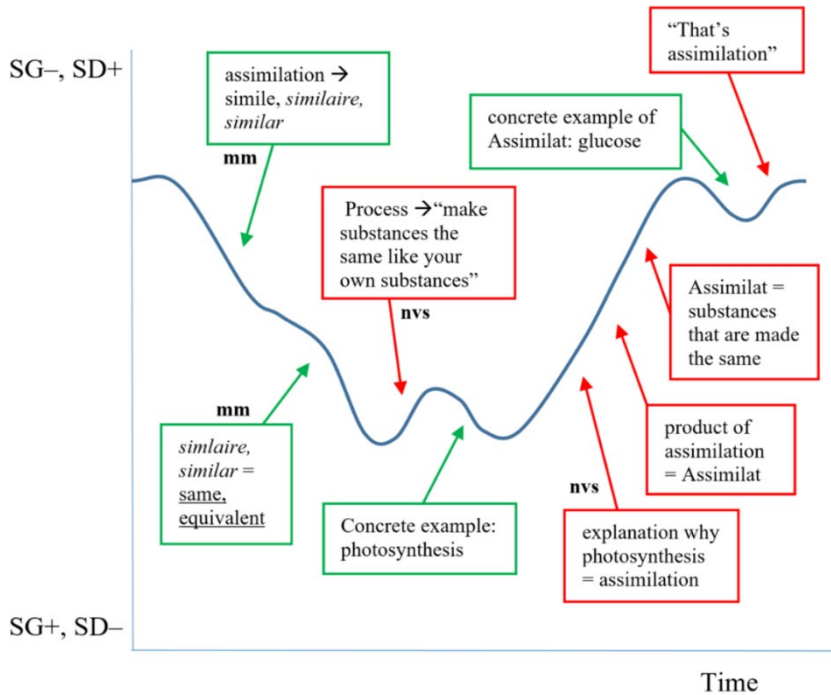 “That’s
assimilation”
SG–, SD+
assimilation →
simile, similaire,
similar
mm
concrete example of
Assimilat: glucose
Process →“make
substances the
same like your
own substances”
nvs
Assimilat =
substances
that are made
the same
mm
simlaire,
similar =
same,
equivalent
product of
assimilation
= Assimilat
nvs
Concrete example:
photosynthesis
explanation why
photosynthesis
= assimilation
SG+, SD–
Time